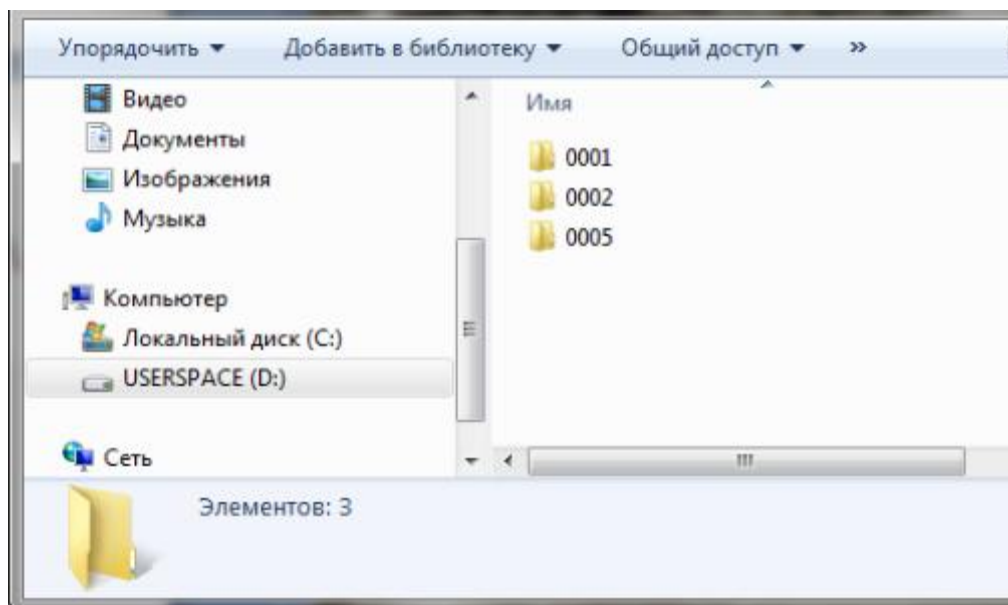 Упорядочить Добавить в библиотеку Общий доступ »
Видео
Документы
Изображения
Музыка
Компьютер
Локальный диск (C:)
USERSPACE (D:)
Сеть
Имя
0001
0002
0005
Элементов: 3